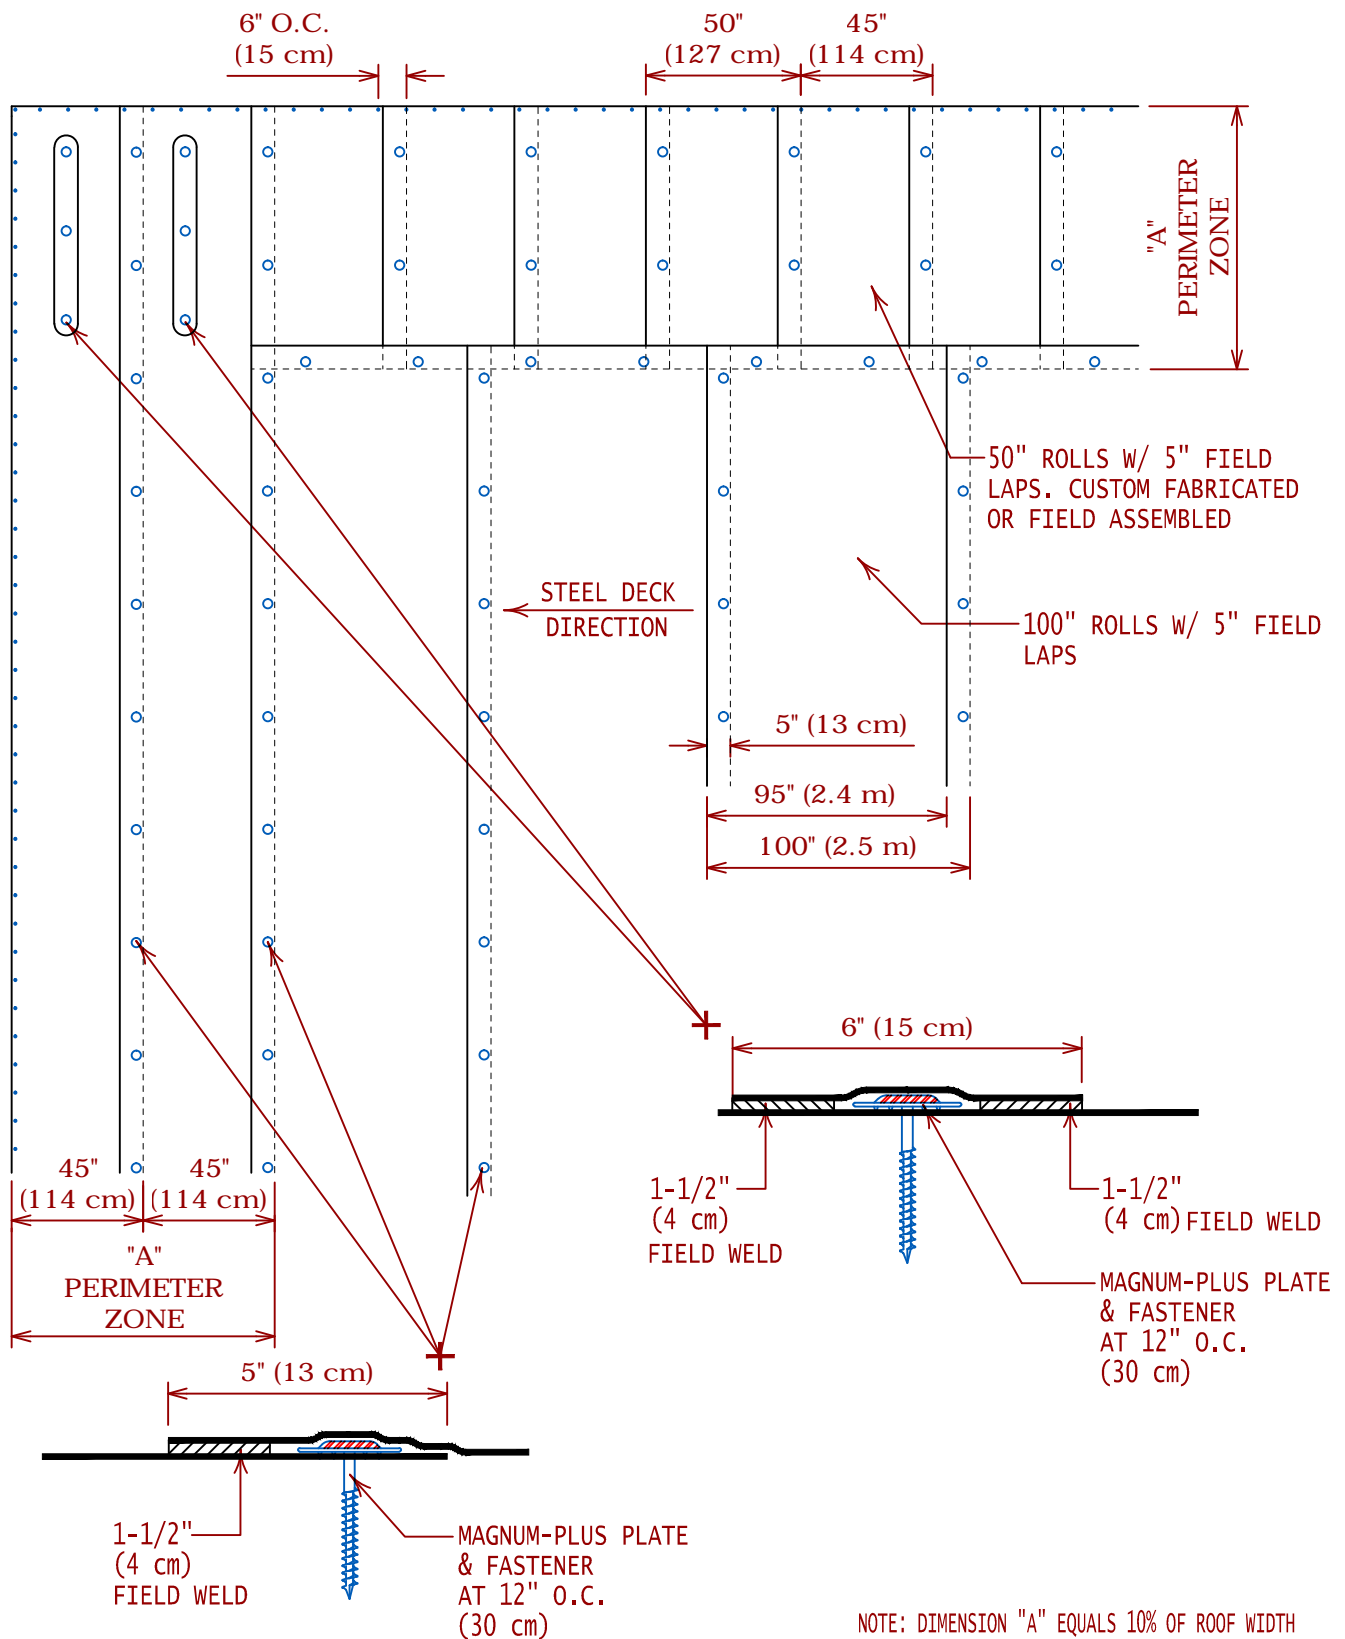 6" O.C.
(15 cm)
50"
(127 cm)
45"
(114 cm)
"A"
PERIMETER
ZONE
50" ROLLS W/ 5" FIELD
LAPS. CUSTOM FABRICATED
OR FIELD ASSEMBLED
STEEL DECK
DIRECTION
100" ROLLS W/ 5" FIELD
LAPS
5" (13 cm)
95" (2.4 m)
100" (2.5 m)
6" (15 cm)
45"
(114 cm)
45"
(114 cm)
"A"
PERIMETER
ZONE
1-1/2"
(4 cm)
FIELD WELD
1-1/2"
(4 cm) FIELD WELD
MAGNUM-PLUS PLATE
& FASTENER
AT 12" O.C.
(30 cm)
5" (13 cm)
1-1/2"
(4 cm)
FIELD WELD
MAGNUM-PLUS PLATE
& FASTENER
AT 12" O.C.
(30 cm)
NOTE: DIMENSION "A" EQUALS 10% OF ROOF WIDTH